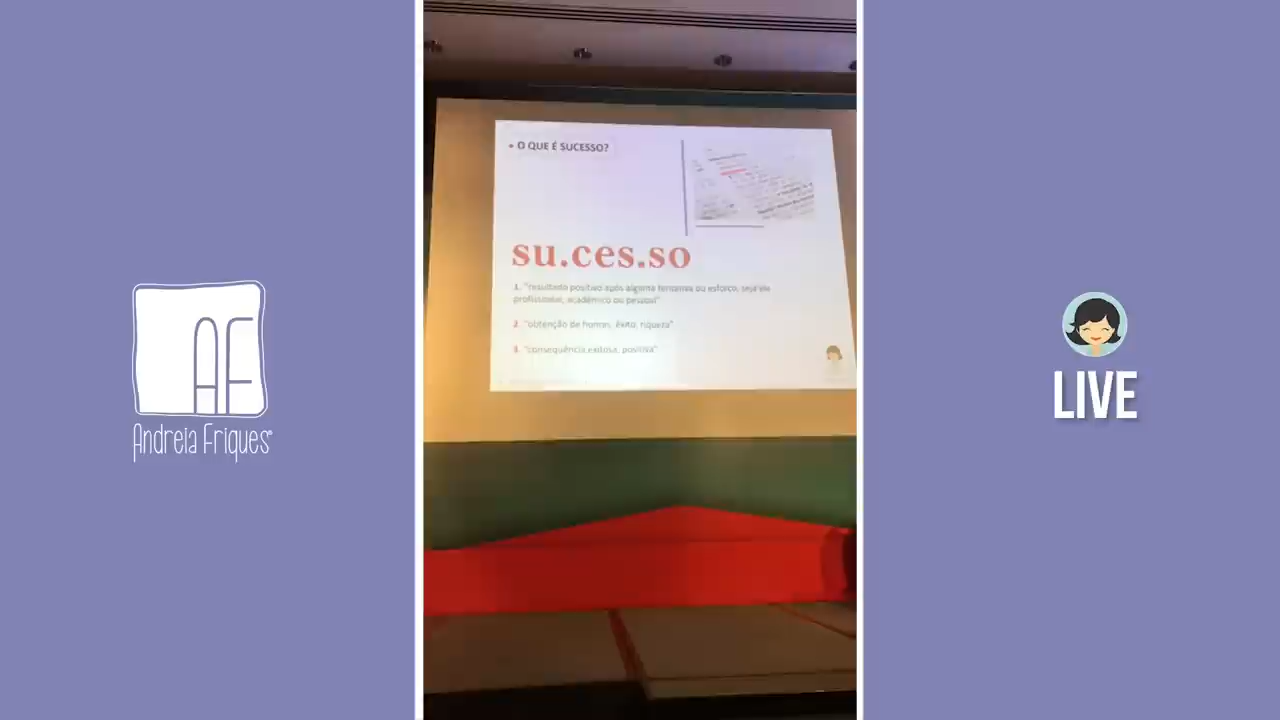 • O QUE É SUCESSO?
su.ces.so
1. "resultado positivo após alguma tentativa ou esforço, seja ele
profissional, acadêmico ou pessoal"
2. "obtenção de honras, êxito, riqueza"
3. "consequência exitosa, positiva"
AF
Andreia Friques®
LIVE